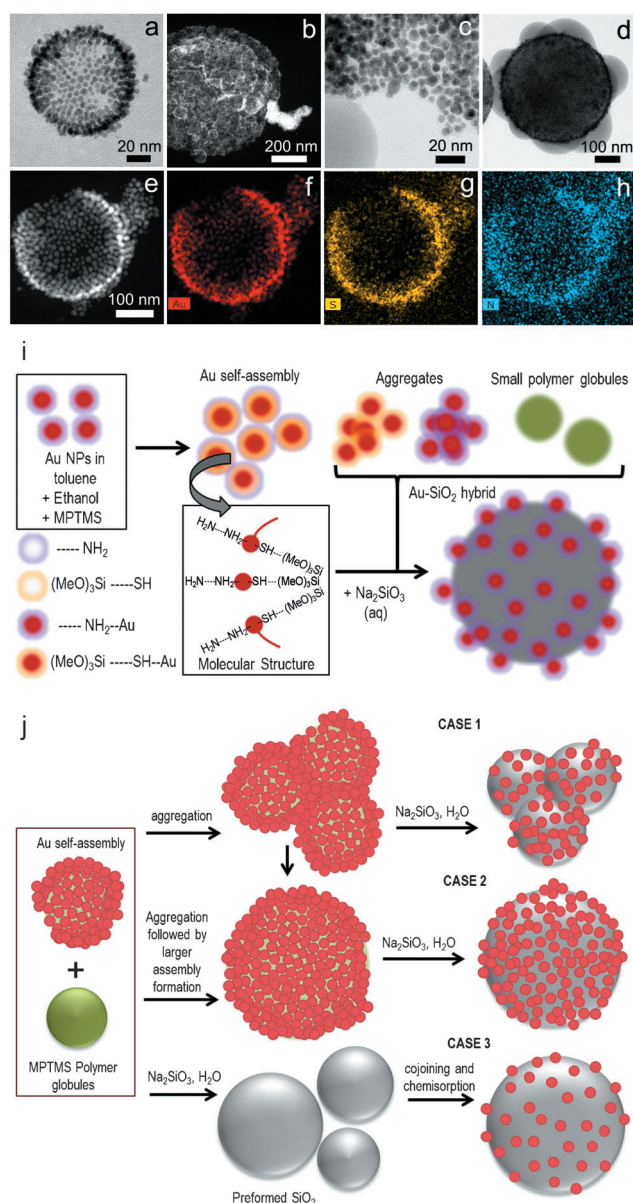 a
b
c
d
20 nm
200 nm
20 nm
100 nm
e
f
g
h
100 nm
Au
S
N
i
Au self-assembly
Aggregates
Small polymer globules
Au NPs in
toluene
+ Ethanol
+ MPTMS
Au-SiO₂ hybrid
----- NH₂
(MeO)₃Si -----SH
----- NH₂--Au
(MeO)₃Si -----SH--Au
H₂N---NH₂-- --SH---(MeO)₃Si
H₂N---NH₂-- --SH---(MeO)₃Si
H₂N---NH₂-- --SH---(MeO)₃Si
Molecular Structure
+ Na₂SiO₃
(aq)
j
CASE 1
Au self-assembly
aggregation
Na₂SiO₃, H₂O
CASE 2
Aggregation
followed by
larger
assembly
formation
Na₂SiO₃, H₂O
+
MPTMS Polymer
globules
CASE 3
Na₂SiO₃, H₂O
cojoining and
chemisorption
Preformed SiO₂